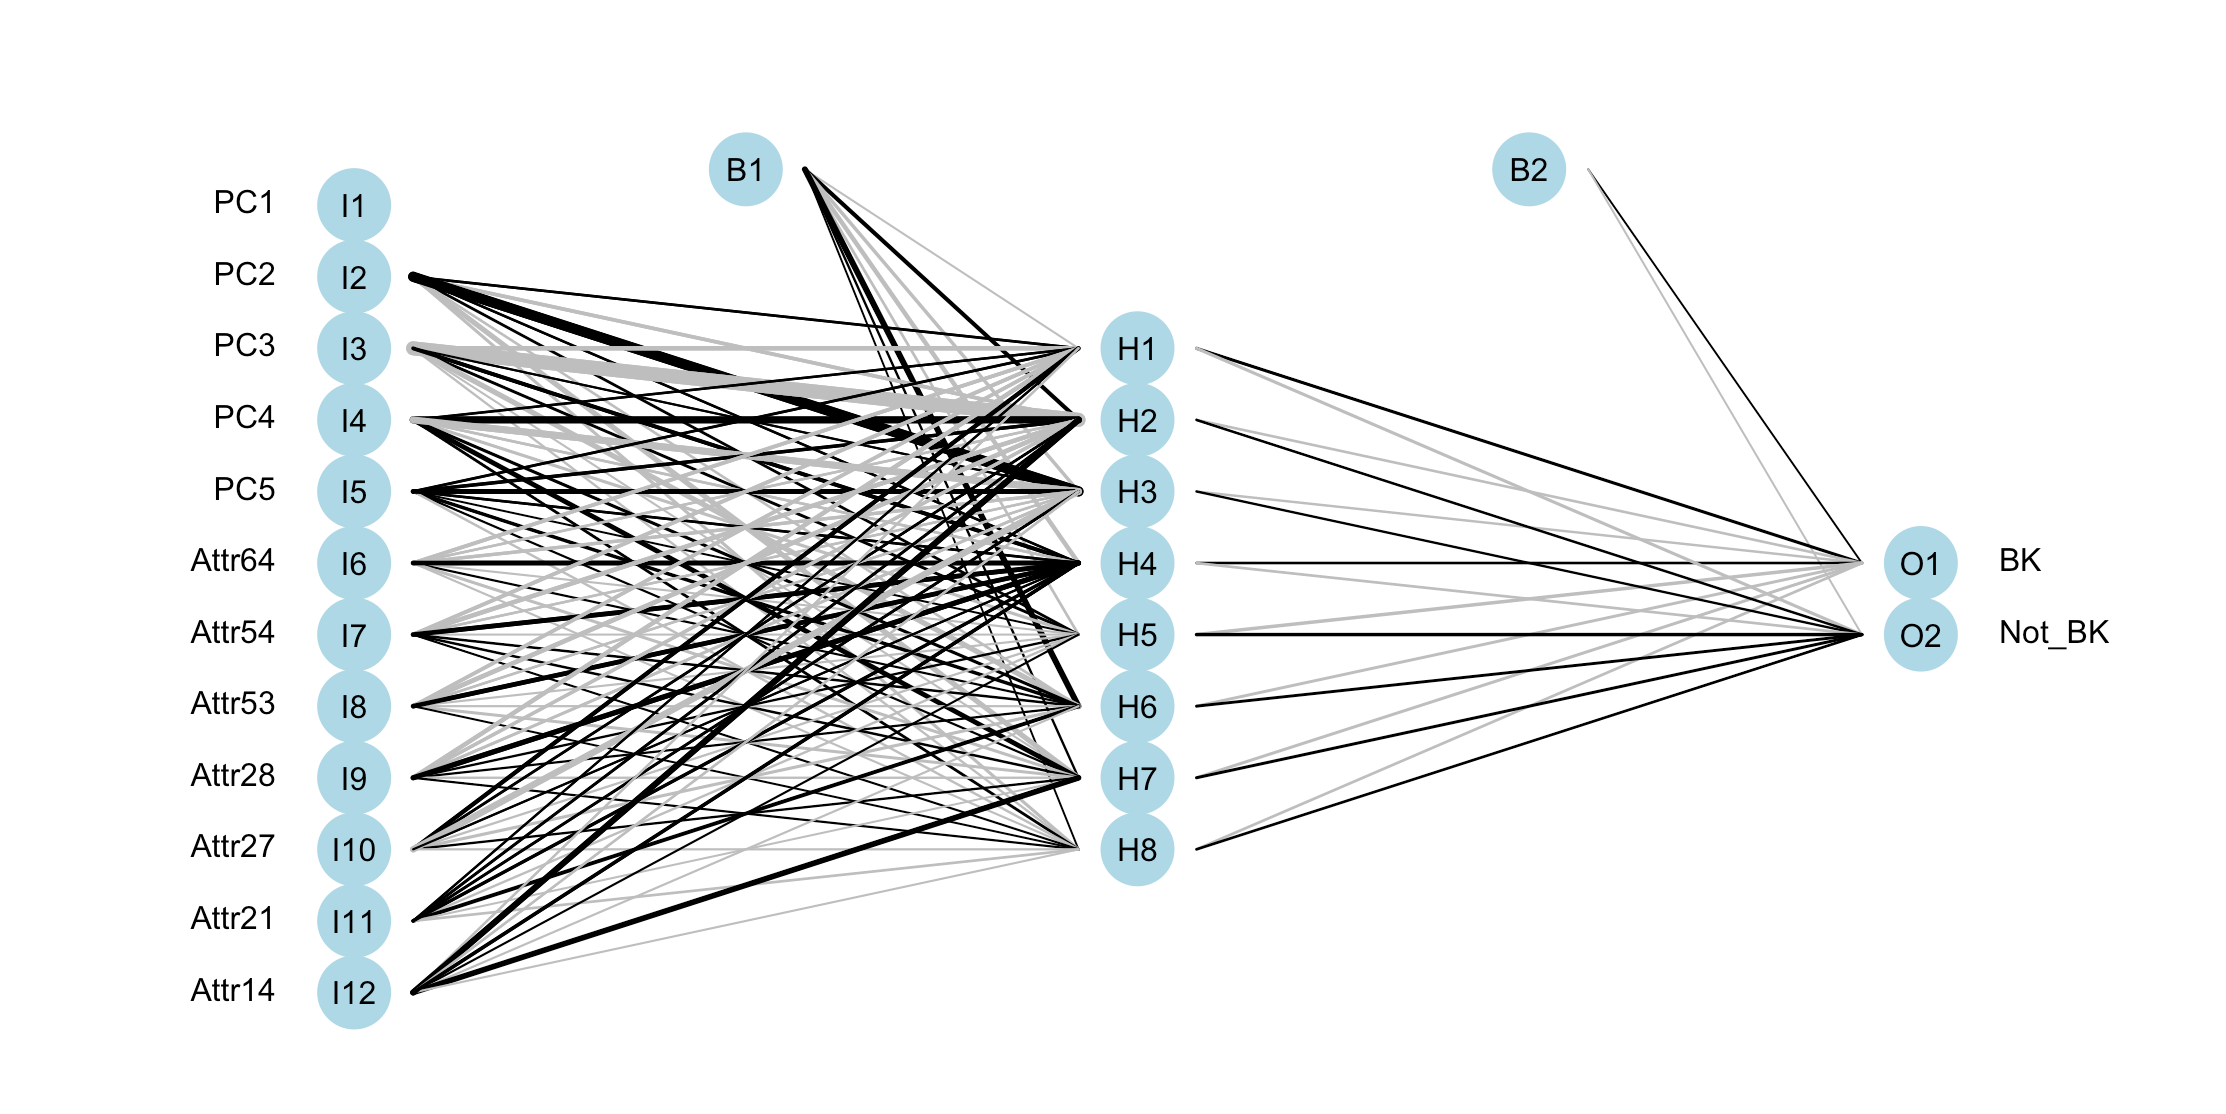 B1
B2
PC1 I1
PC2 I2
PC3 I3 H1
PC4 I4 H2
PC5 I5 H3
Attr64 I6 H4 O1 BK
Attr54 I7 H5 O2 Not_BK
Attr53 I8 H6
Attr28 I9 H7
Attr27 I10 H8
Attr21 I11
Attr14 I12